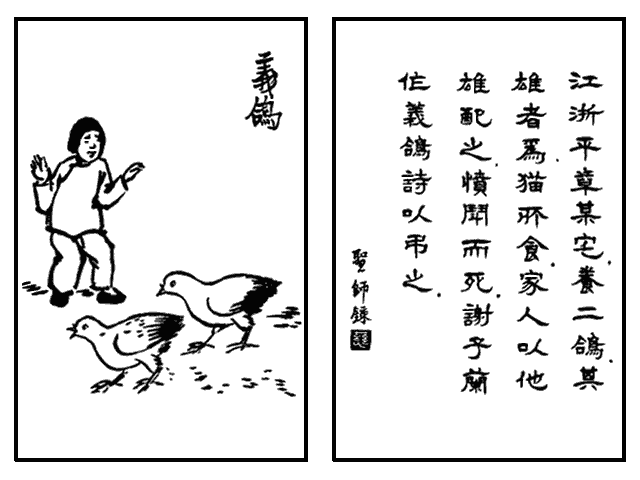 義鴿
江浙平章某宅、養二鴿、其
雄者爲猫所食、家人以他
雄配之、憤鬪而死、謝子蘭
作義鴿詩以弔之。
聖師錄